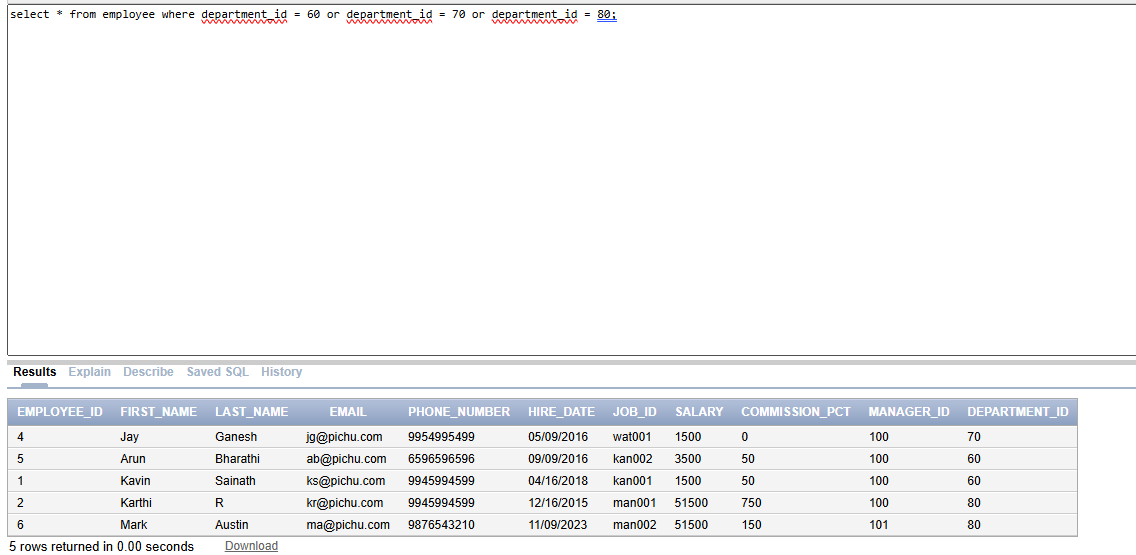 select * from employee where department_id = 60 or department_id = 70 or department_id = 80;
Results Explain Describe Saved SQL History
EMPLOYEE_ID FIRST_NAME LAST_NAME EMAIL PHONE_NUMBER HIRE_DATE JOB_ID SALARY COMMISSION_PCT MANAGER_ID DEPARTMENT_ID
4 Jay Ganesh jg@pichu.com 9954995499 05/09/2016 wat001 1500 0 100 70
5 Arun Bharathi ab@pichu.com 6596596596 09/09/2016 kan002 3500 50 100 60
1 Kavin Sainath ks@pichu.com 9945994599 04/16/2018 kan001 1500 50 100 60
2 Karthi R kr@pichu.com 9945994599 12/16/2015 man001 51500 750 100 80
6 Mark Austin ma@pichu.com 9876543210 11/09/2023 man002 51500 150 101 80
5 rows returned in 0.00 seconds Download